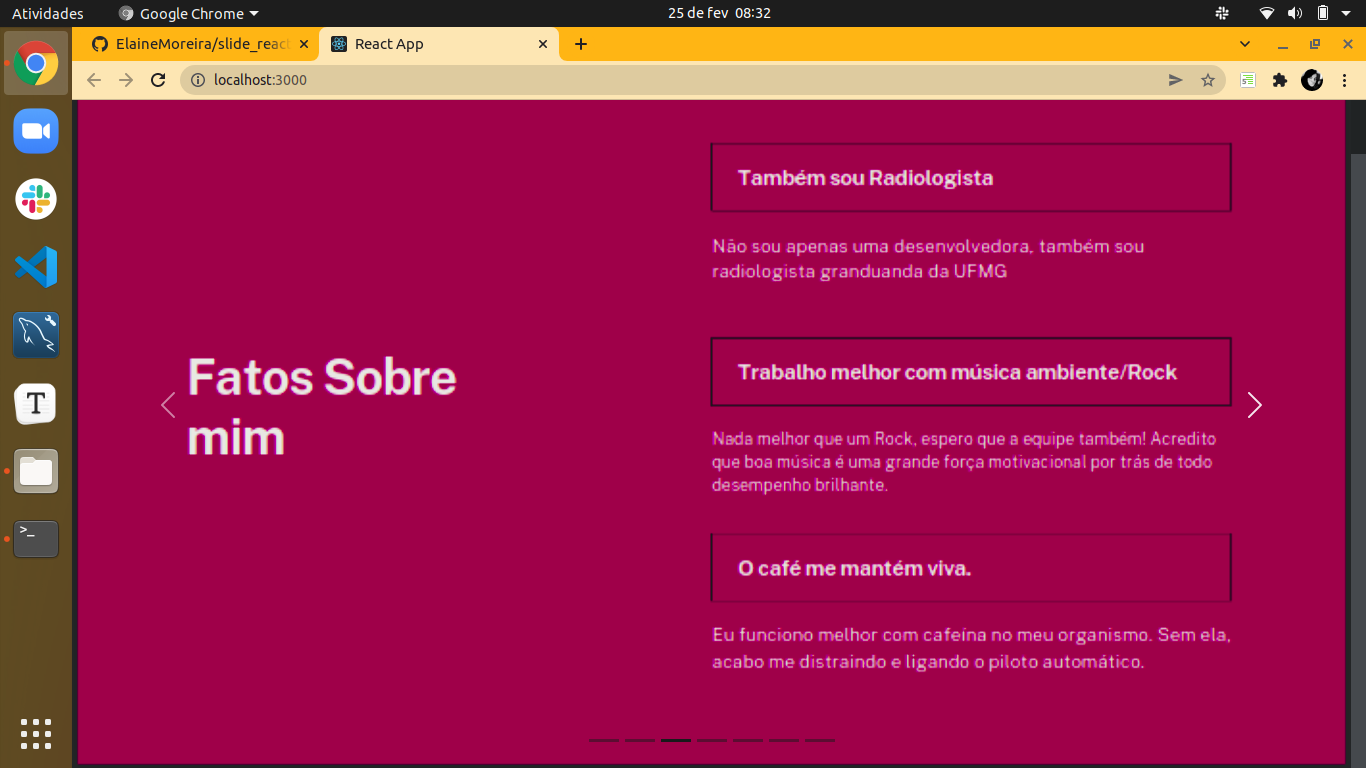 Atividades
Google Chrome
25 de fev 08:32
ElaineMoreira/slide_reac
React App
localhost:3000
Também sou Radiologista
Não sou apenas uma desenvolvedora, também sou
radiologista granduanda da UFMG
Fatos Sobre
mim
Trabalho melhor com música ambiente/Rock
Nada melhor que um Rock, espero que a equipe também! Acredito
que boa música é uma grande força motivacional por trás de todo
desempenho brilhante.
O café me mantém viva.
Eu funciono melhor com cafeína no meu organismo. Sem ela,
acabo me distraindo e ligando o piloto automático.